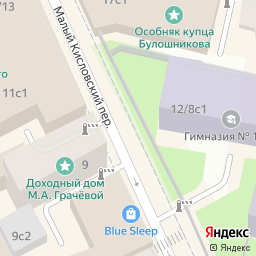 /13
17с1
Особняк купца
Булошникова
Малый Кисловский пер.
ого
11с1
12/8с1
Гимназия № 1
9
Доходный дом
М.А. Грачёвой
9с2
Blue Sleep
Яндекс